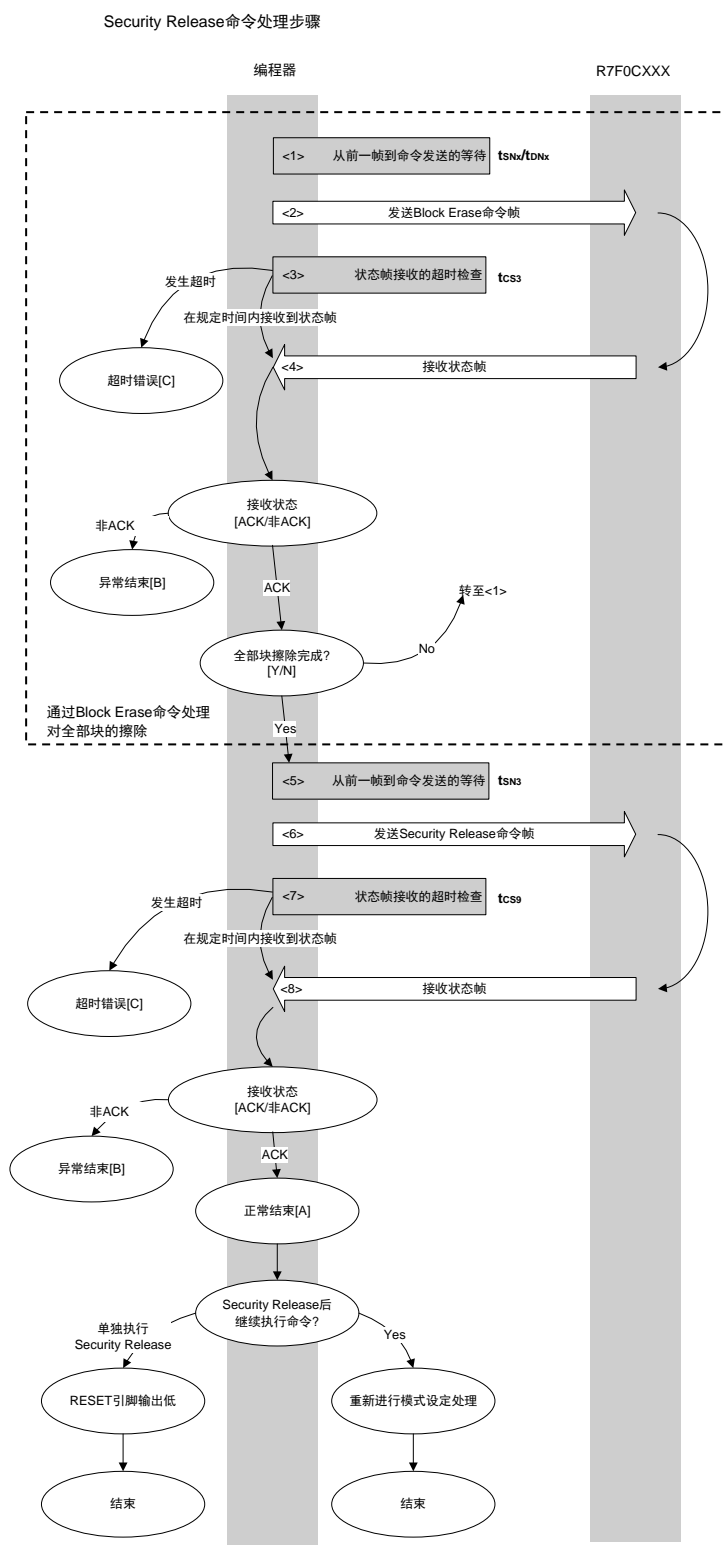 Security Release命令处理步骤
编程器
R7F0CXXX
<1> 从前一帧到命令发送的等待 tSNx/tDNx
<2> 发送Block Erase命令帧
<3> 状态帧接收的超时检查 tCS3
发生超时
在规定时间内接收到状态帧
<4> 接收状态帧
超时错误[C]
接收状态
[ACK/非ACK]
非ACK
异常结束[B]
ACK
转至<1>
No
全部块擦除完成?
[Y/N]
通过Block Erase命令处理
对全部块的擦除
Yes
<5> 从前一帧到命令发送的等待 tSN3
<6> 发送Security Release命令帧
<7> 状态帧接收的超时检查 tCS9
发生超时
在规定时间内接收到状态帧
<8> 接收状态帧
超时错误[C]
接收状态
[ACK/非ACK]
非ACK
ACK
异常结束[B]
正常结束[A]
Security Release后
继续执行命令?
单独执行
Security Release
Yes
RESET引脚输出低
重新进行模式设定处理
结束
结束